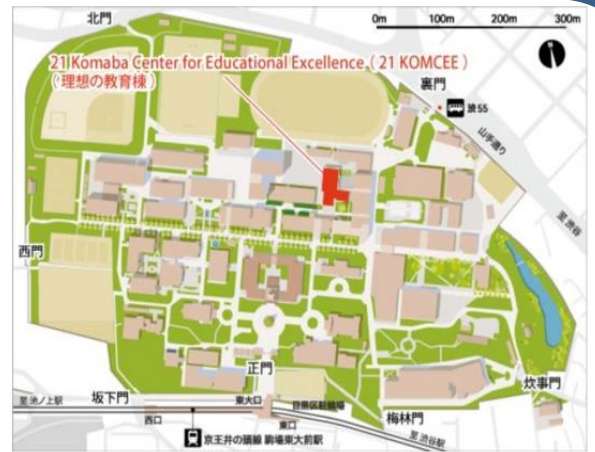 北門
0m 100m 200m 300m
21 Komaba Center for Educational Excellence ( 21 KOMCEE )
(理想の教育棟)
裏門
渋55
山手通り
至 渋谷
西門
正門
炊事門
至 池ノ上駅
坂下門
東大口
目黒区駐輪場
梅林門
西口
東口
京王井の頭線 駒場東大前駅
至 渋谷駅